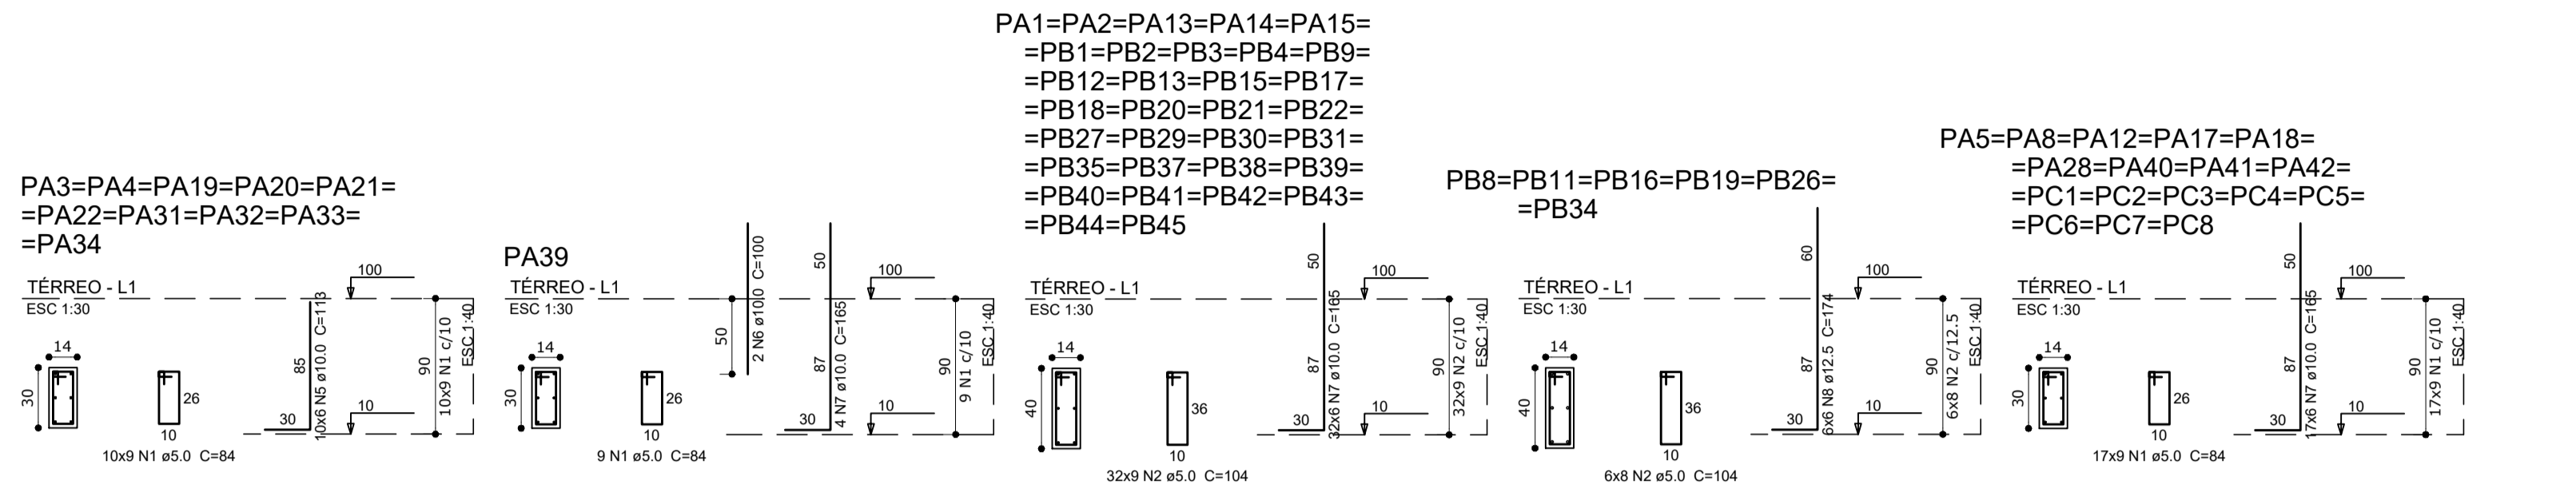 PA3=PA4=PA19=PA20=PA21=
=PA22=PA31=PA32=PA33=
=PA34
TÉRREO - L1
ESC 1:30
14
30
26
10
10x9 N1 ø5.0 C=84
30
85
10x6 N5 ø10.0 C=113
100
10
90
10x9 N1 c/10
ESC 1:40
PA39
TÉRREO - L1
ESC 1:30
14
30
26
10
9 N1 ø5.0 C=84
50
2 N6 ø10.0 C=100
50
87
30
4 N7 ø10.0 C=165
100
10
90
9 N1 c/10
ESC 1:40
PA1=PA2=PA13=PA14=PA15=
=PB1=PB2=PB3=PB4=PB9=
=PB12=PB13=PB15=PB17=
=PB18=PB20=PB21=PB22=
=PB27=PB29=PB30=PB31=
=PB35=PB37=PB38=PB39=
=PB40=PB41=PB42=PB43=
=PB44=PB45
TÉRREO - L1
ESC 1:30
14
40
36
10
32x9 N2 ø5.0 C=104
50
87
30
32x6 N7 ø10.0 C=165
100
10
90
32x9 N2 c/10
ESC 1:40
PB8=PB11=PB16=PB19=PB26=
=PB34
TÉRREO - L1
ESC 1:30
14
40
36
10
6x8 N2 ø5.0 C=104
60
87
30
6x6 N8 ø12.5 C=174
100
10
90
6x8 N2 c/12.5
ESC 1:40
PA5=PA8=PA12=PA17=PA18=
=PA28=PA40=PA41=PA42=
=PC1=PC2=PC3=PC4=PC5=
=PC6=PC7=PC8
TÉRREO - L1
ESC 1:30
14
30
26
10
17x9 N1 ø5.0 C=84
50
87
30
17x6 N7 ø10.0 C=165
100
10
90
17x9 N1 c/10
ESC 1:40